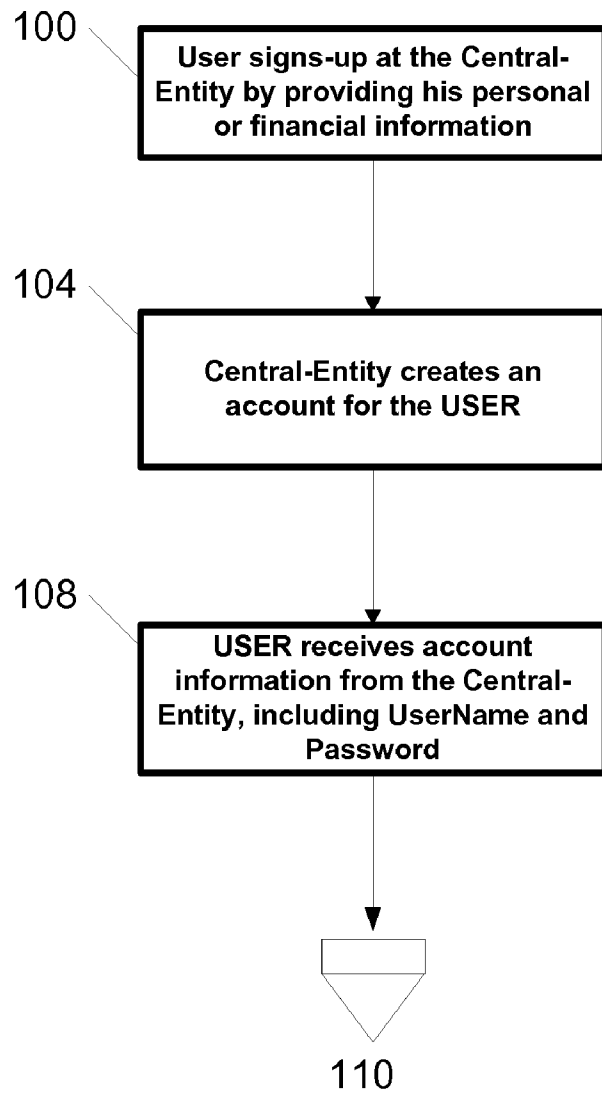 100
User signs-up at the Central-
Entity by providing his personal
or financial information
104
Central-Entity creates an
account for the USER
108
USER receives account
information from the Central-
Entity, including UserName and
Password
110